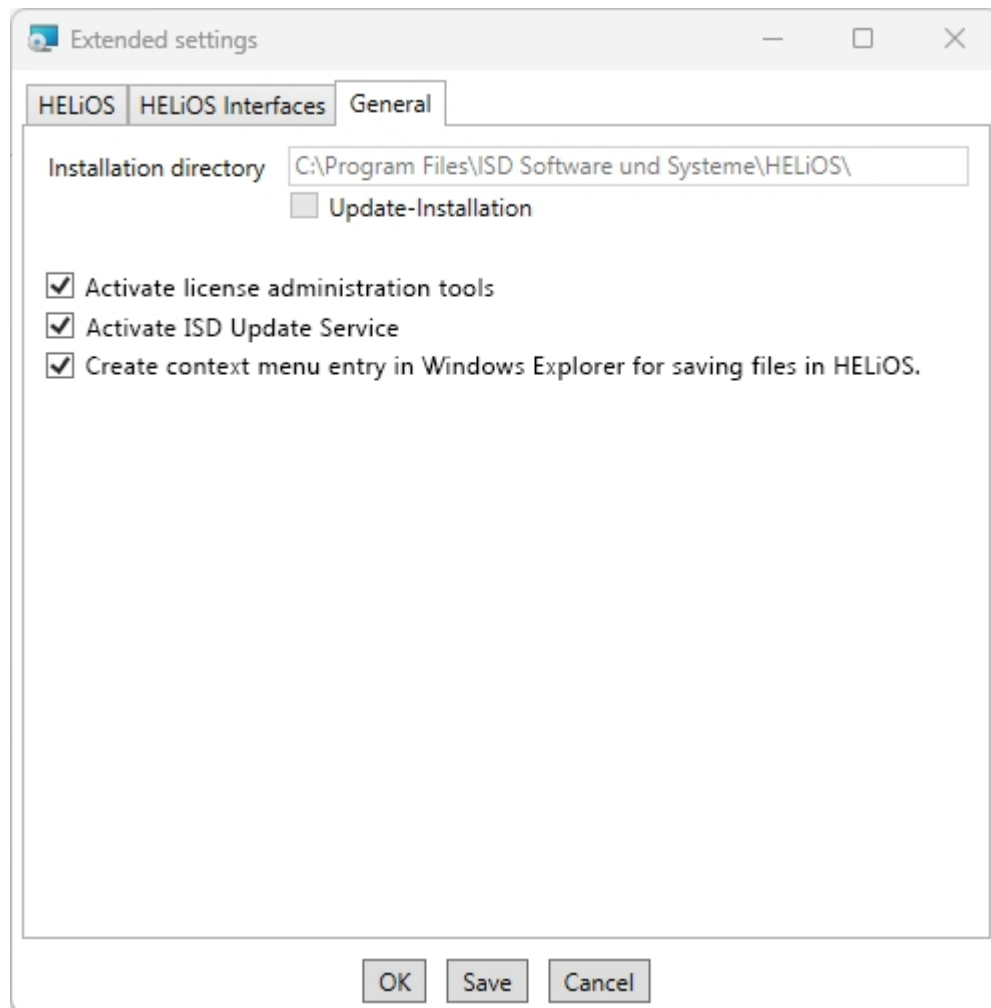 Extended settings
HELiOS HELiOS Interfaces General
Installation directory C:\Program Files\ISD Software und Systeme\HELiOS\
Update-Installation
Activate license administration tools
Activate ISD Update Service
Create context menu entry in Windows Explorer for saving files in HELiOS.
OK Save Cancel